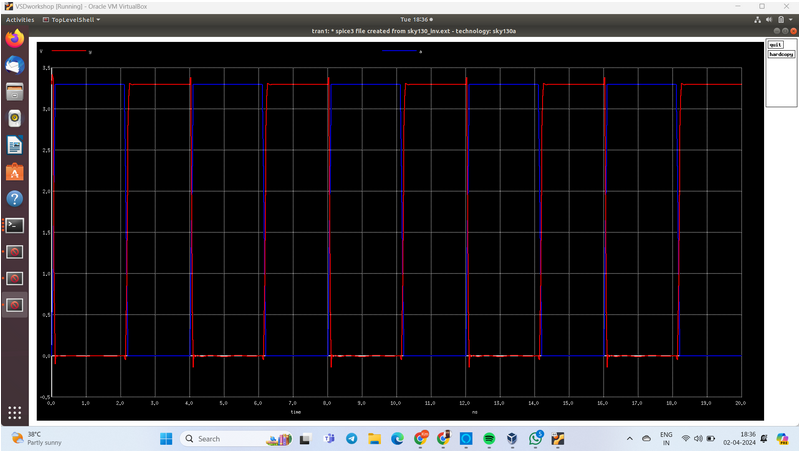 VSDworkshop [Running] - Oracle VM VirtualBox
Activities TopLevelShell Tue 18:36
tran1: * spice3 file created from sky130_inv.ext - technology: sky130a
V y a
quit
hardcopy
3.5
3.0
2.5
2.0
1.5
1.0
0.5
0.0
-0.5
0.0 1.0 2.0 3.0 4.0 5.0 6.0 7.0 8.0 9.0 10.0 11.0 12.0 13.0 14.0 15.0 16.0 17.0 18.0 19.0 20.0
time ns
38°C
Partly sunny
Search
ENG
IN
18:36
02-04-2024